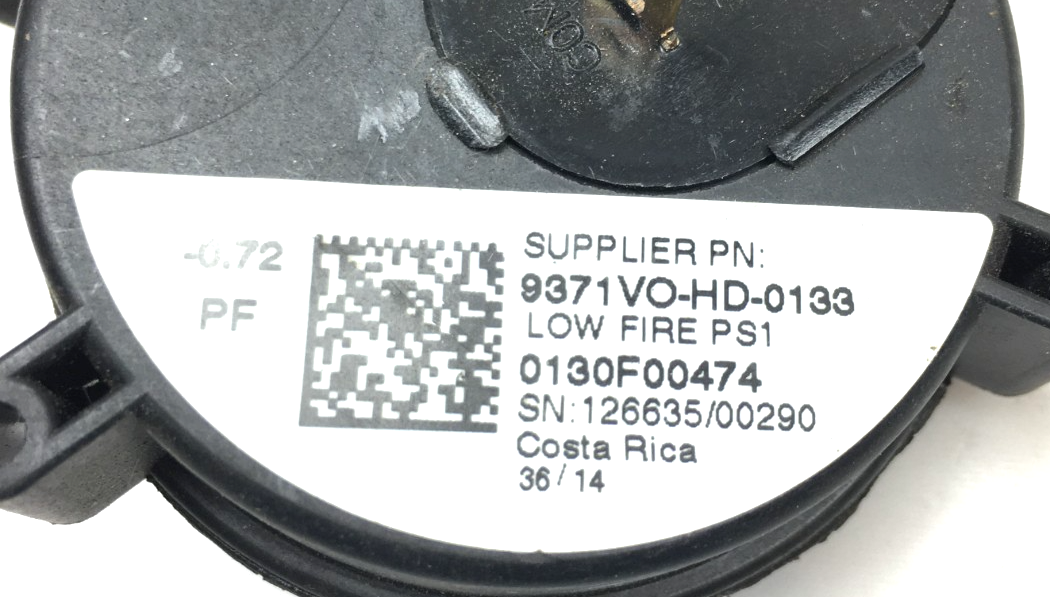 COM
-0.72
PF
SUPPLIER PN:
9371VO-HD-0133
LOW FIRE PS1
0130F00474
SN:126635/00290
Costa Rica
36 / 14